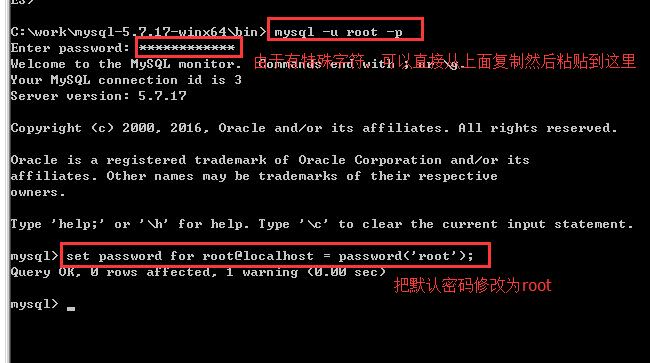 C:\work\mysql-5.7.17-winx64\bin> mysql -u root -p
Enter password: ************
由于有特殊字符，可以直接从上面复制然后粘贴到这里
Welcome to the MySQL monitor.  Commands end with ; or \g.
Your MySQL connection id is 3
Server version: 5.7.17
Copyright (c) 2000, 2016, Oracle and/or its affiliates. All rights reserved.
Oracle is a registered trademark of Oracle Corporation and/or its
affiliates. Other names may be trademarks of their respective
owners.
Type 'help;' or '\h' for help. Type '\c' to clear the current input statement.
mysql> set password for root@localhost = password('root');
Query OK, 0 rows affected, 1 warning (0.00 sec)
把默认密码修改为root
mysql> _